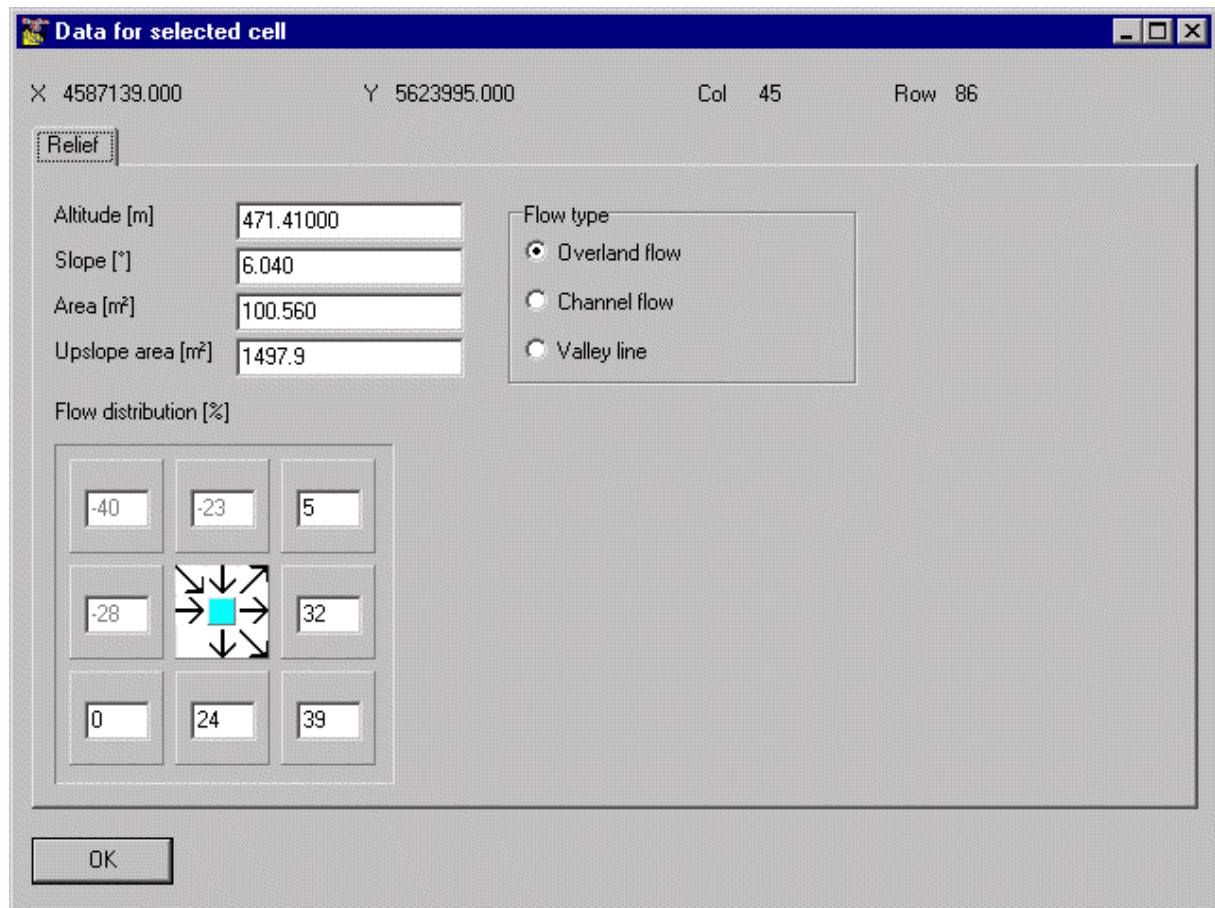 Data for selected cell
X 4587139.000 Y 5623995.000 Col 45 Row 86
Relief
Altitude [m] 471.41000
Slope [°] 6.040
Area [m²] 100.560
Upslope area [m²] 1497.9
Flow type
Overland flow
Channel flow
Valley line
Flow distribution [%]
-40 -23 5
-28 32
0 24 39
OK